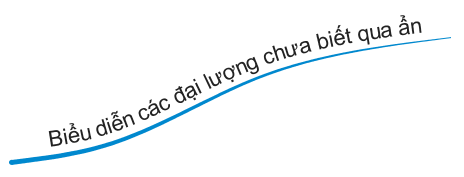 Biểu diễn các đại lượng chưa biết qua ẩn